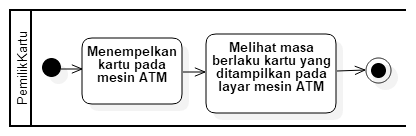 PemilikKartu
Menempelkan
kartu pada
mesin ATM
Melihat masa
berlaku kartu yang
ditampilkan pada
layar mesin ATM